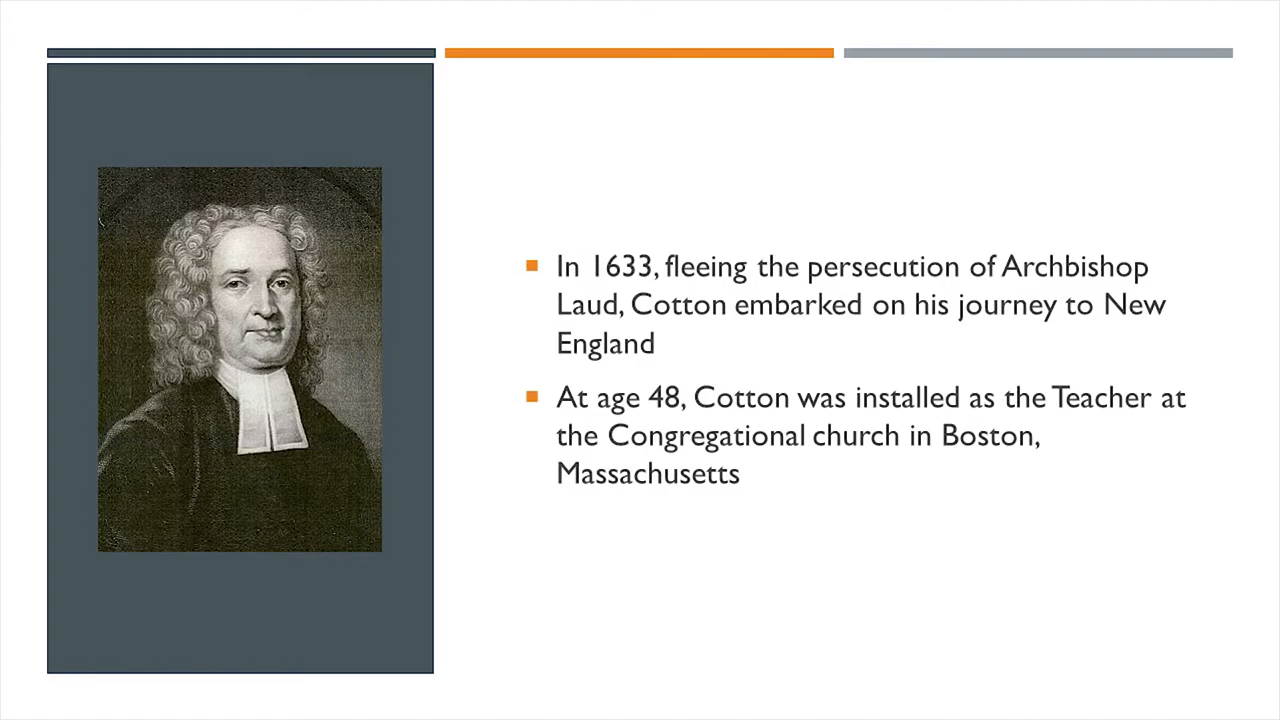 In 1633, fleeing the persecution of Archbishop
Laud, Cotton embarked on his journey to New
England
At age 48, Cotton was installed as the Teacher at
the Congregational church in Boston,
Massachusetts